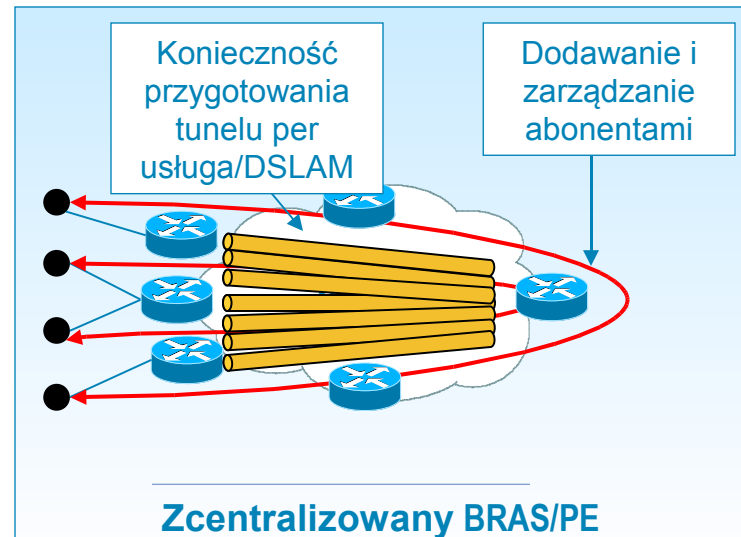 Konieczność
przygotowania
tunelu per
usługa/DSLAM
Dodawanie i
zarządzanie
abonentami
Zcentralizowany BRAS/PE